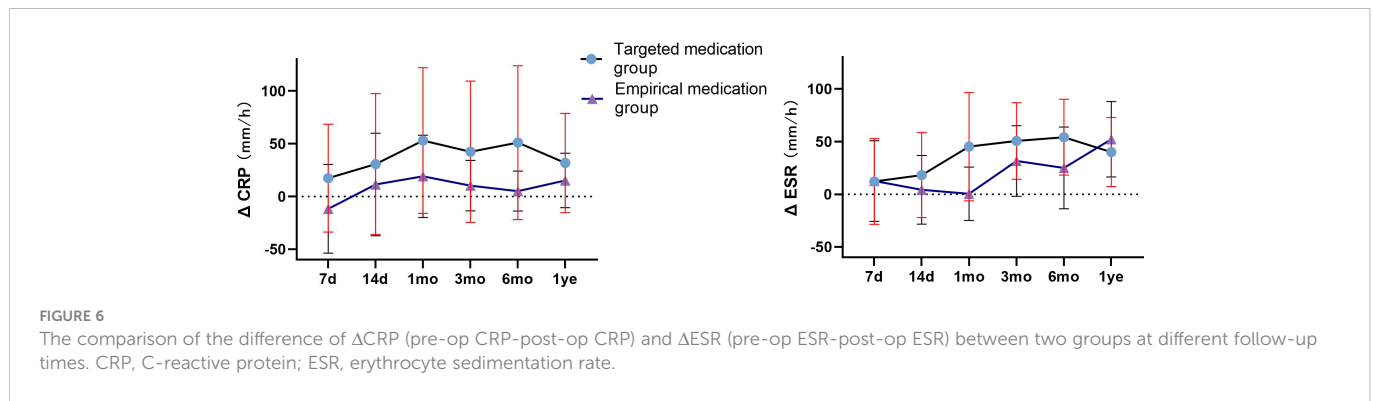 Δ CRP (mm/h)
100
50
0
-50
7d 14d 1mo 3mo 6mo 1ye
Targeted medication
group
Empirical medication
group
Δ ESR (mm/h)
100
50
0
-50
7d 14d 1mo 3mo 6mo 1ye
FIGURE 6
The comparison of the difference of ΔCRP (pre-op CRP-post-op CRP) and ΔESR (pre-op ESR-post-op ESR) between two groups at different follow-up
times. CRP, C-reactive protein; ESR, erythrocyte sedimentation rate.